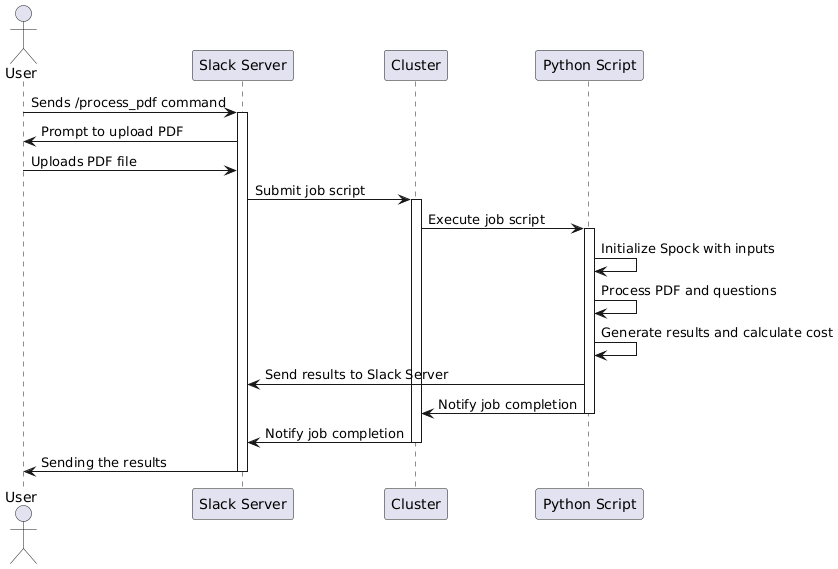 User
Slack Server
Cluster
Python Script
Sends /process_pdf command
Prompt to upload PDF
Uploads PDF file
Submit job script
Execute job script
Initialize Spock with inputs
Process PDF and questions
Generate results and calculate cost
Send results to Slack Server
Notify job completion
Notify job completion
Sending the results
User
Slack Server
Cluster
Python Script